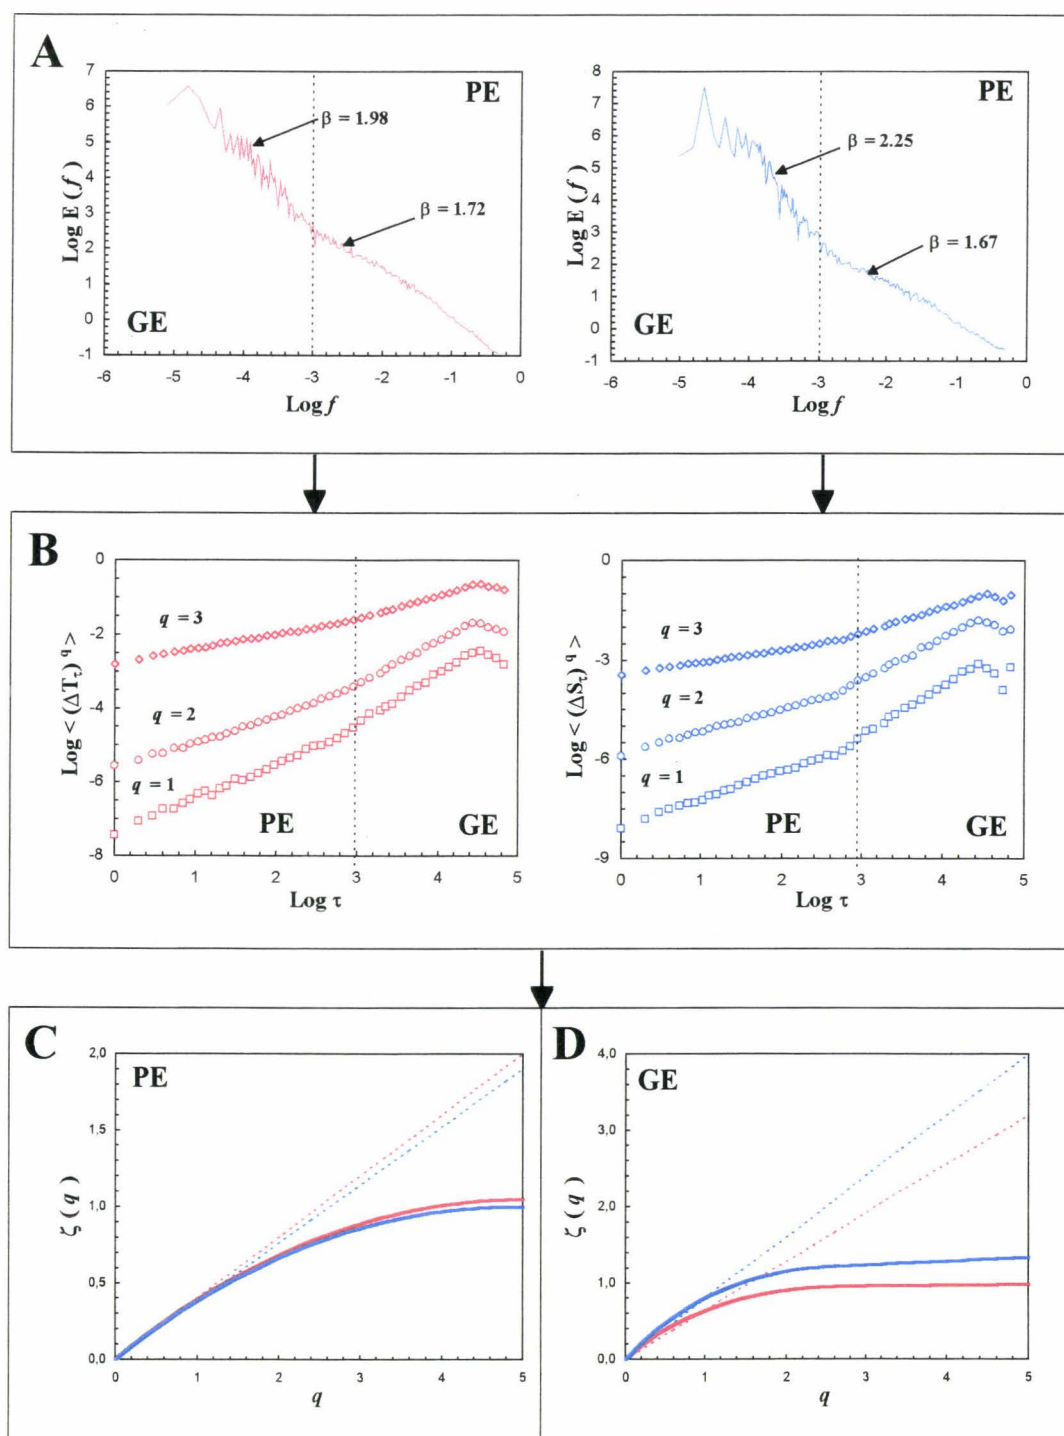 A
PE
GE
β = 1.98
β = 1.72
Log E (f)
7
6
5
4
3
2
1
0
-1
-6 -5 -4 -3 -2 -1 0
Log f
PE
GE
β = 2.25
β = 1.67
Log E (f)
8
7
6
5
4
3
2
1
0
-1
-6 -5 -4 -3 -2 -1 0
Log f
B
Log < (ΔTτ) q >
0
-2
-4
-6
-8
q = 3
q = 2
q = 1
PE
GE
0 1 2 3 4 5
Log τ
Log < (ΔSτ) q >
0
-3
-6
-9
q = 3
q = 2
q = 1
PE
GE
0 1 2 3 4 5
Log τ
C
PE
ζ (q)
2,0
1,5
1,0
0,5
0,0
0 1 2 3 4 5
q
D
GE
ζ (q)
4,0
3,0
2,0
1,0
0,0
0 1 2 3 4 5
q